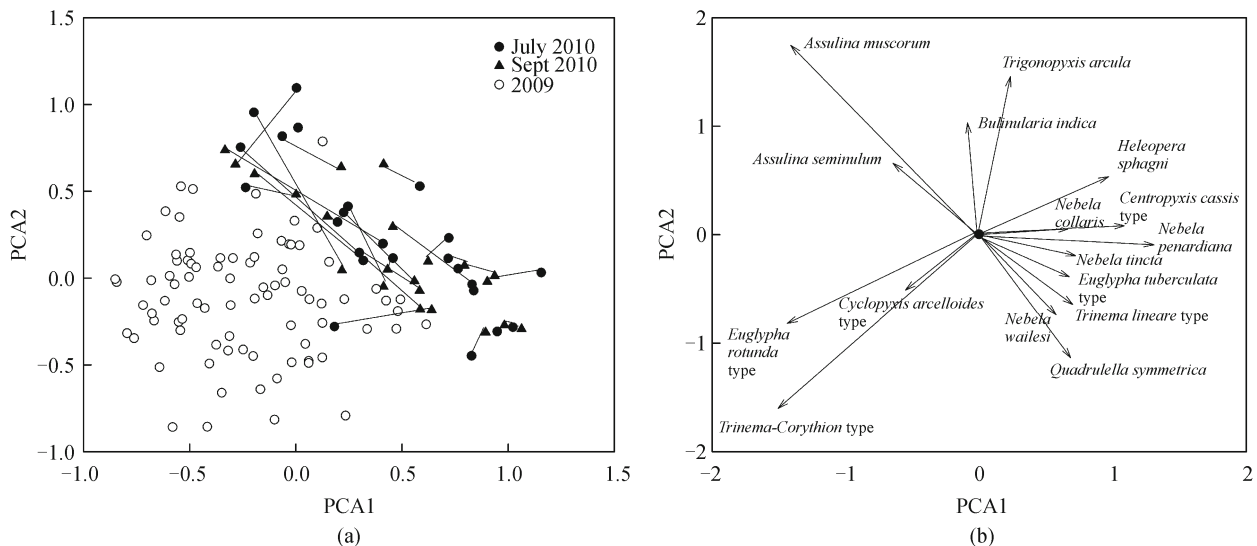 1.5
1.0
0.5
0.0
−0.5
−1.0
PCA2
−1.0
−0.5
0.0
0.5
1.0
1.5
PCA1
(a)
July 2010
Sept 2010
2009
2
1
0
−1
−2
PCA2
−2
−1
0
1
2
PCA1
(b)
Assulina muscorum
Trigonopyxis arcula
Bulinularia indica
Assulina seminulum
Heleopera
sphagni
Centropyxis cassis
type
Nebela
collaris
Nebela
penardiana
Nebela tincta
Euglypha tuberculata
type
Trinema lineare type
Cyclopyxis arcelloides
type
Nebela
wailesi
Euglypha
rotunda
type
Quadrulella symmetrica
Trinema-Corythion type